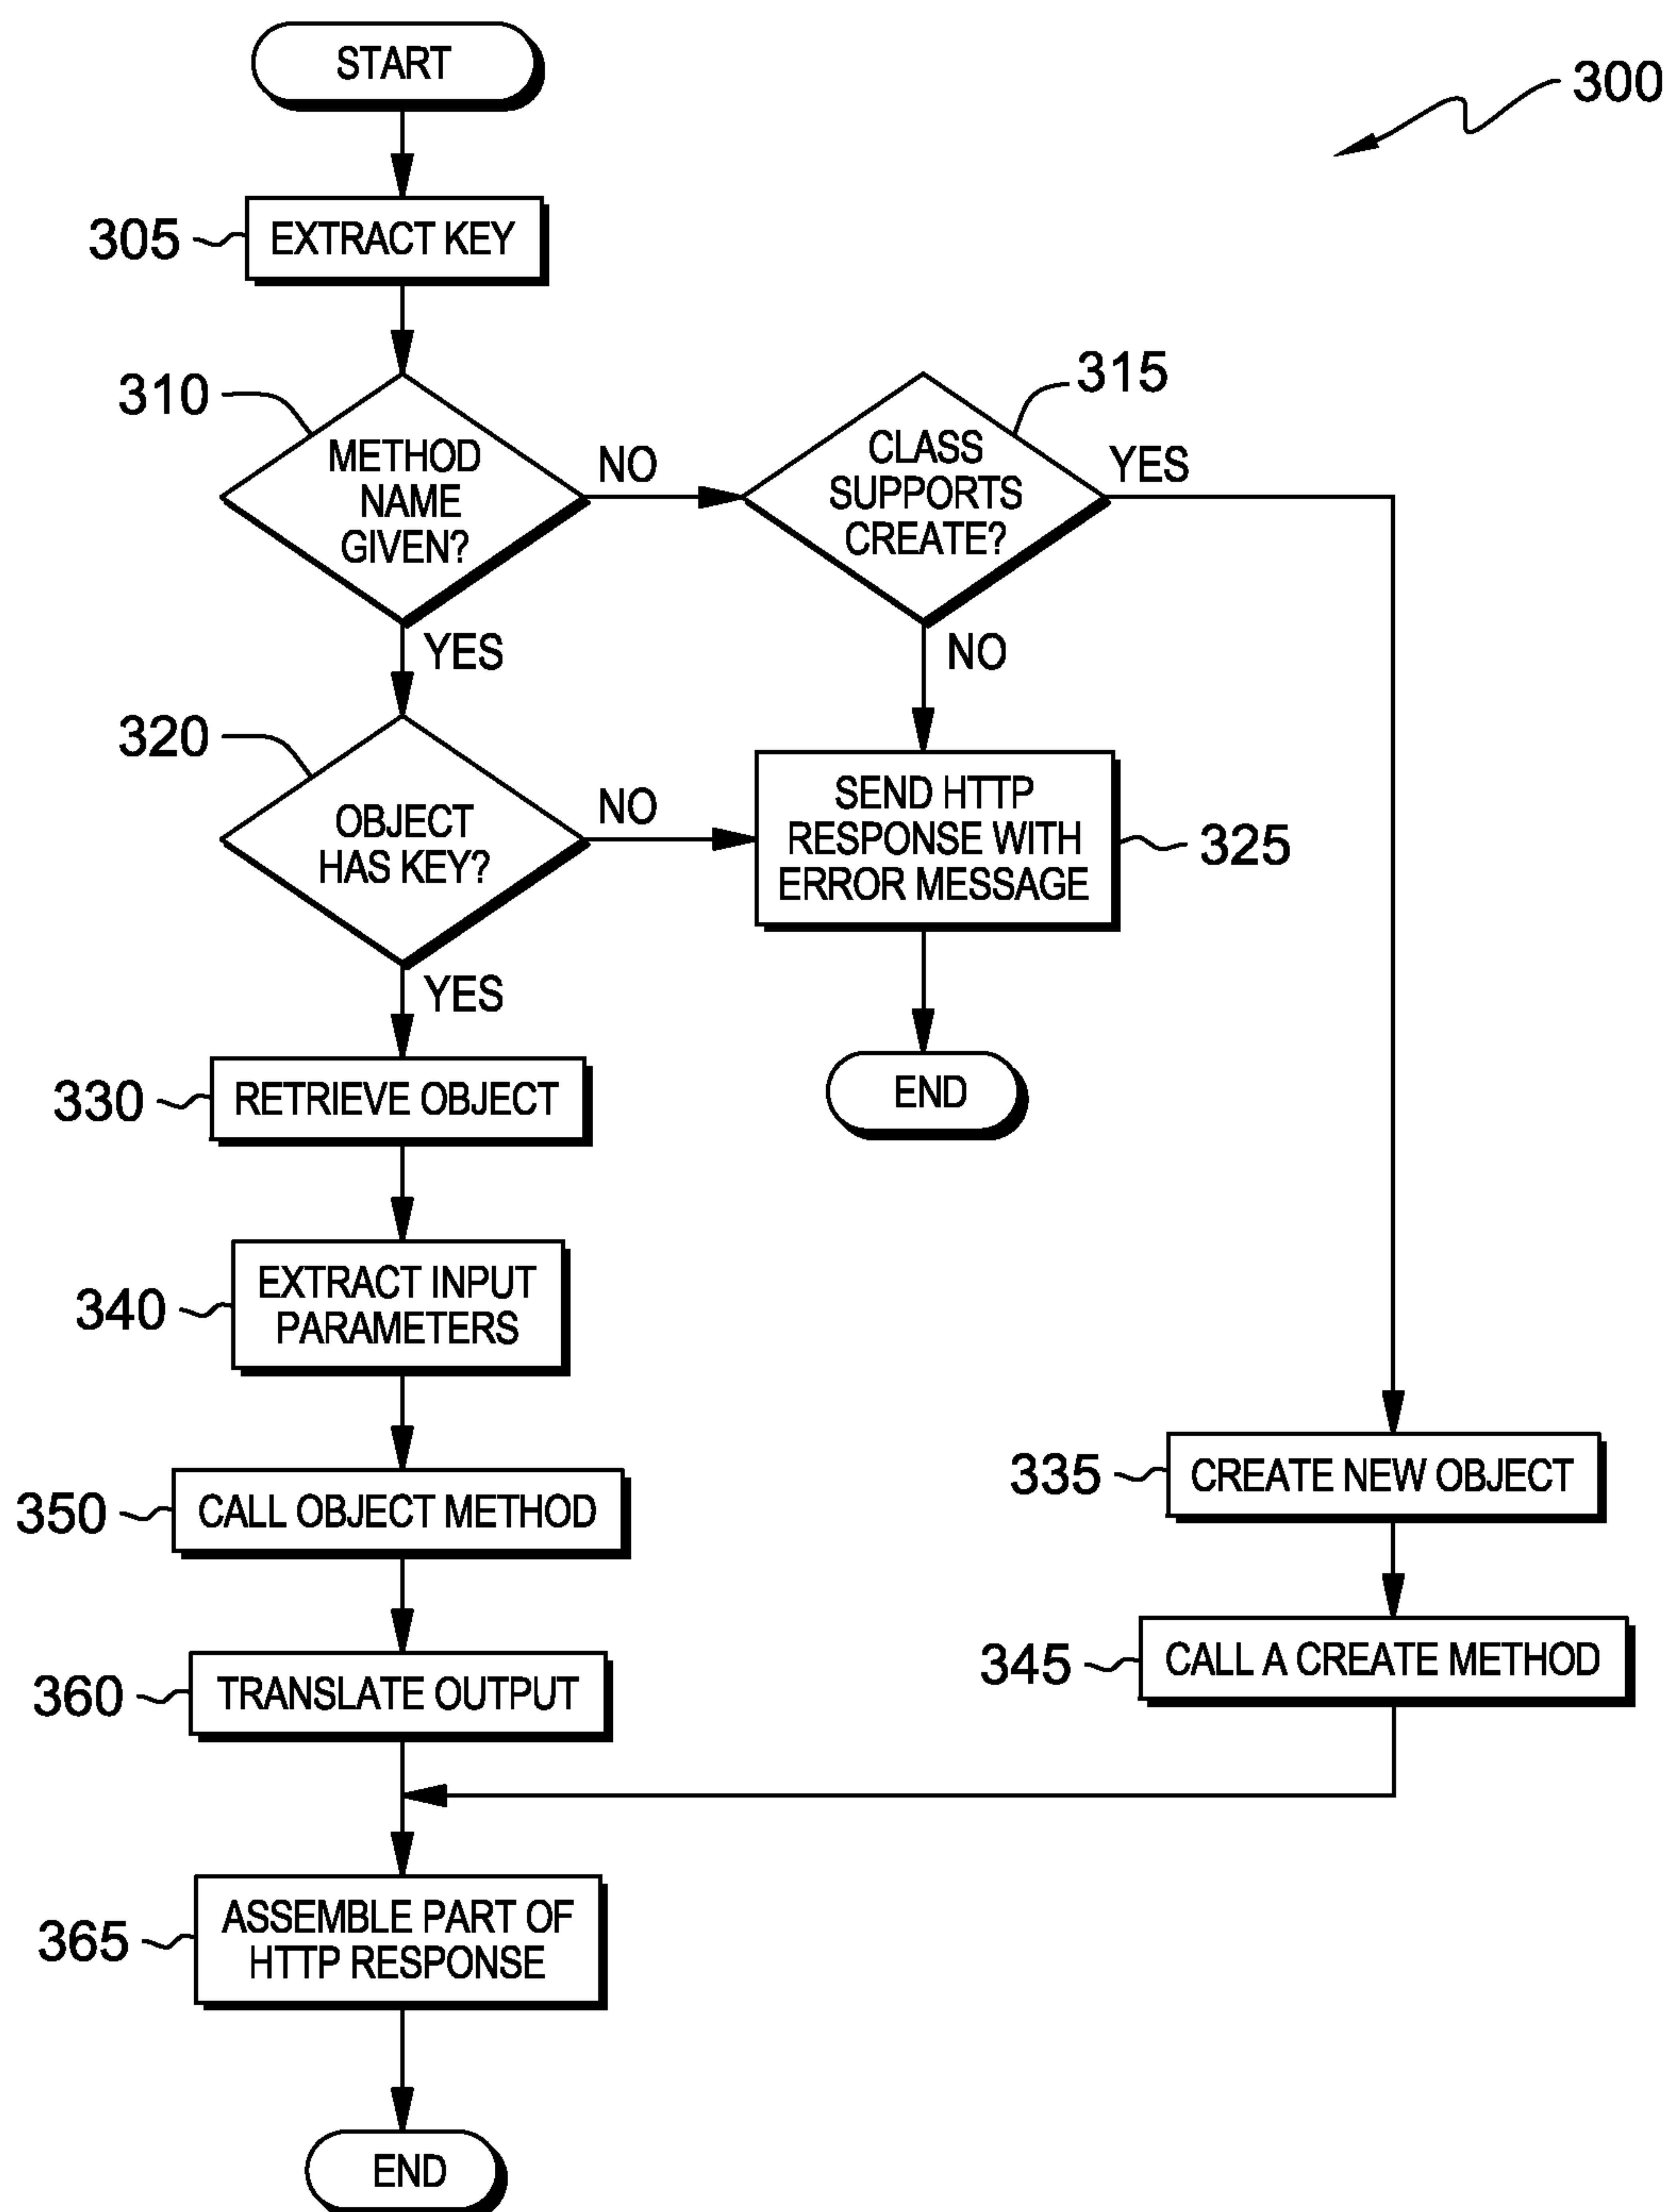 START
300
305
EXTRACT KEY
310
METHOD
NAME
GIVEN?
NO
315
CLASS
SUPPORTS
CREATE?
YES
YES
NO
320
OBJECT
HAS KEY?
NO
SEND HTTP
RESPONSE WITH
ERROR MESSAGE
325
YES
330
RETRIEVE OBJECT
END
340
EXTRACT INPUT
PARAMETERS
350
CALL OBJECT METHOD
335
CREATE NEW OBJECT
360
TRANSLATE OUTPUT
345
CALL A CREATE METHOD
365
ASSEMBLE PART OF
HTTP RESPONSE
END